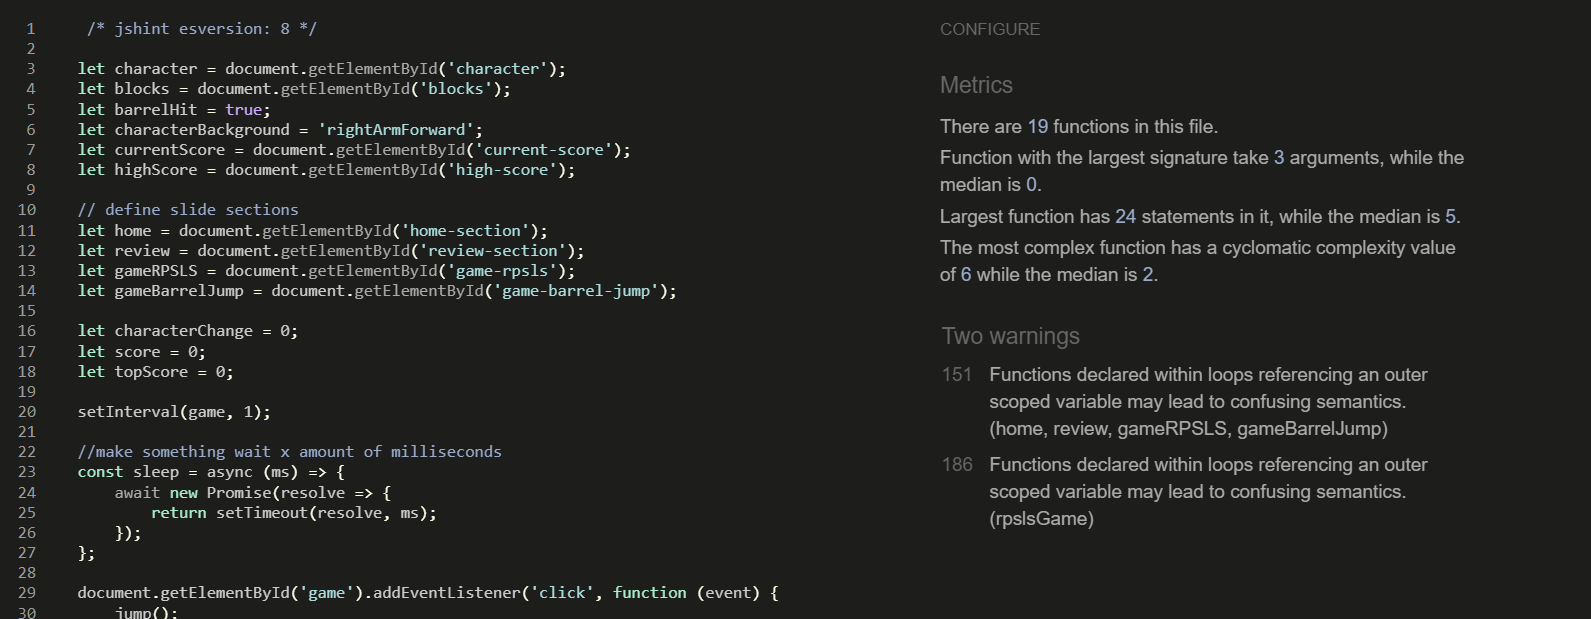 1 /* jshint esversion: 8 */
2
3 let character = document.getElementById('character');
4 let blocks = document.getElementById('blocks');
5 let barrelHit = true;
6 let characterBackground = 'rightArmForward';
7 let currentScore = document.getElementById('current-score');
8 let highScore = document.getElementById('high-score');
9
10 // define slide sections
11 let home = document.getElementById('home-section');
12 let review = document.getElementById('review-section');
13 let gameRPSLS = document.getElementById('game-rpsls');
14 let gameBarrelJump = document.getElementById('game-barrel-jump');
15
16 let characterChange = 0;
17 let score = 0;
18 let topScore = 0;
19
20 setInterval(game, 1);
21
22 //make something wait x amount of milliseconds
23 const sleep = async (ms) => {
24     await new Promise(resolve => {
25         return setTimeout(resolve, ms);
26     });
27 };
28
29 document.getElementById('game').addEventListener('click', function (event) {
30     jump();
CONFIGURE
Metrics
There are 19 functions in this file.
Function with the largest signature take 3 arguments, while the
median is 0.
Largest function has 24 statements in it, while the median is 5.
The most complex function has a cyclomatic complexity value
of 6 while the median is 2.
Two warnings
151 Functions declared within loops referencing an outer
scoped variable may lead to confusing semantics.
(home, review, gameRPSLS, gameBarrelJump)
186 Functions declared within loops referencing an outer
scoped variable may lead to confusing semantics.
(rpslsGame)